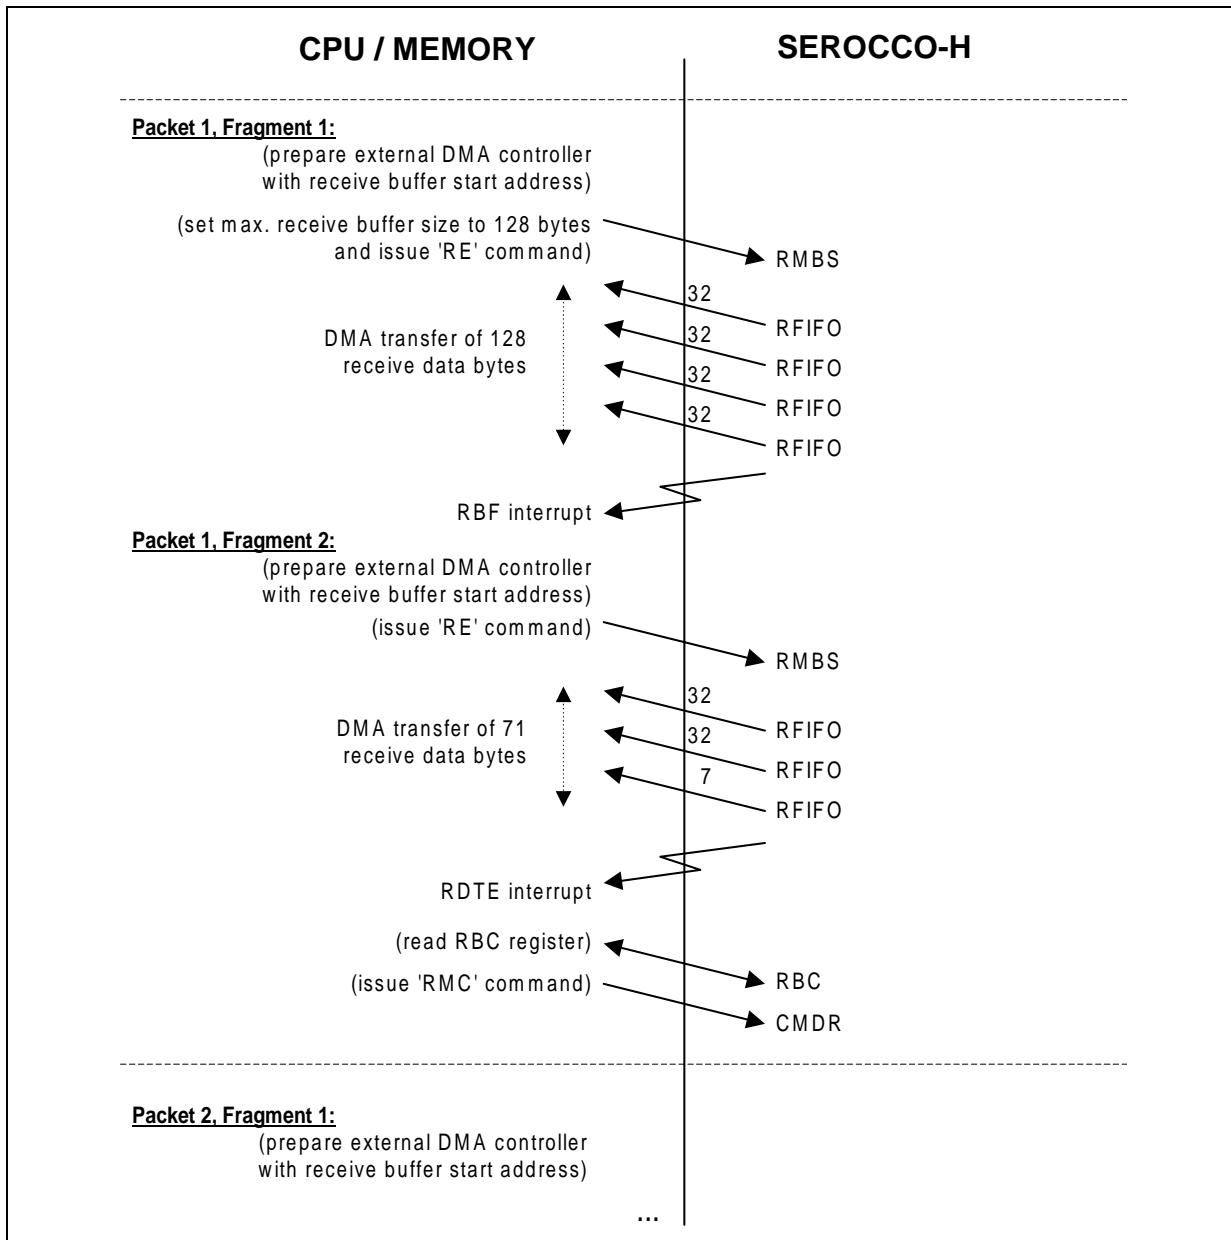 CPU / MEMORY
SEROCCO-H
Packet 1, Fragment 1:
(prepare external DMA controller
with receive buffer start address)
(set max. receive buffer size to 128 bytes
and issue 'RE' command)
RMBS
32
RFIFO
32
DMA transfer of 128
receive data bytes
RFIFO
32
RFIFO
32
RFIFO
RBF interrupt
Packet 1, Fragment 2:
(prepare external DMA controller
with receive buffer start address)
(issue 'RE' command)
RMBS
32
RFIFO
DMA transfer of 71
receive data bytes
32
RFIFO
7
RFIFO
RDTE interrupt
(read RBC register)
RBC
(issue 'RMC' command)
CMDR
Packet 2, Fragment 1:
(prepare external DMA controller
with receive buffer start address)
...